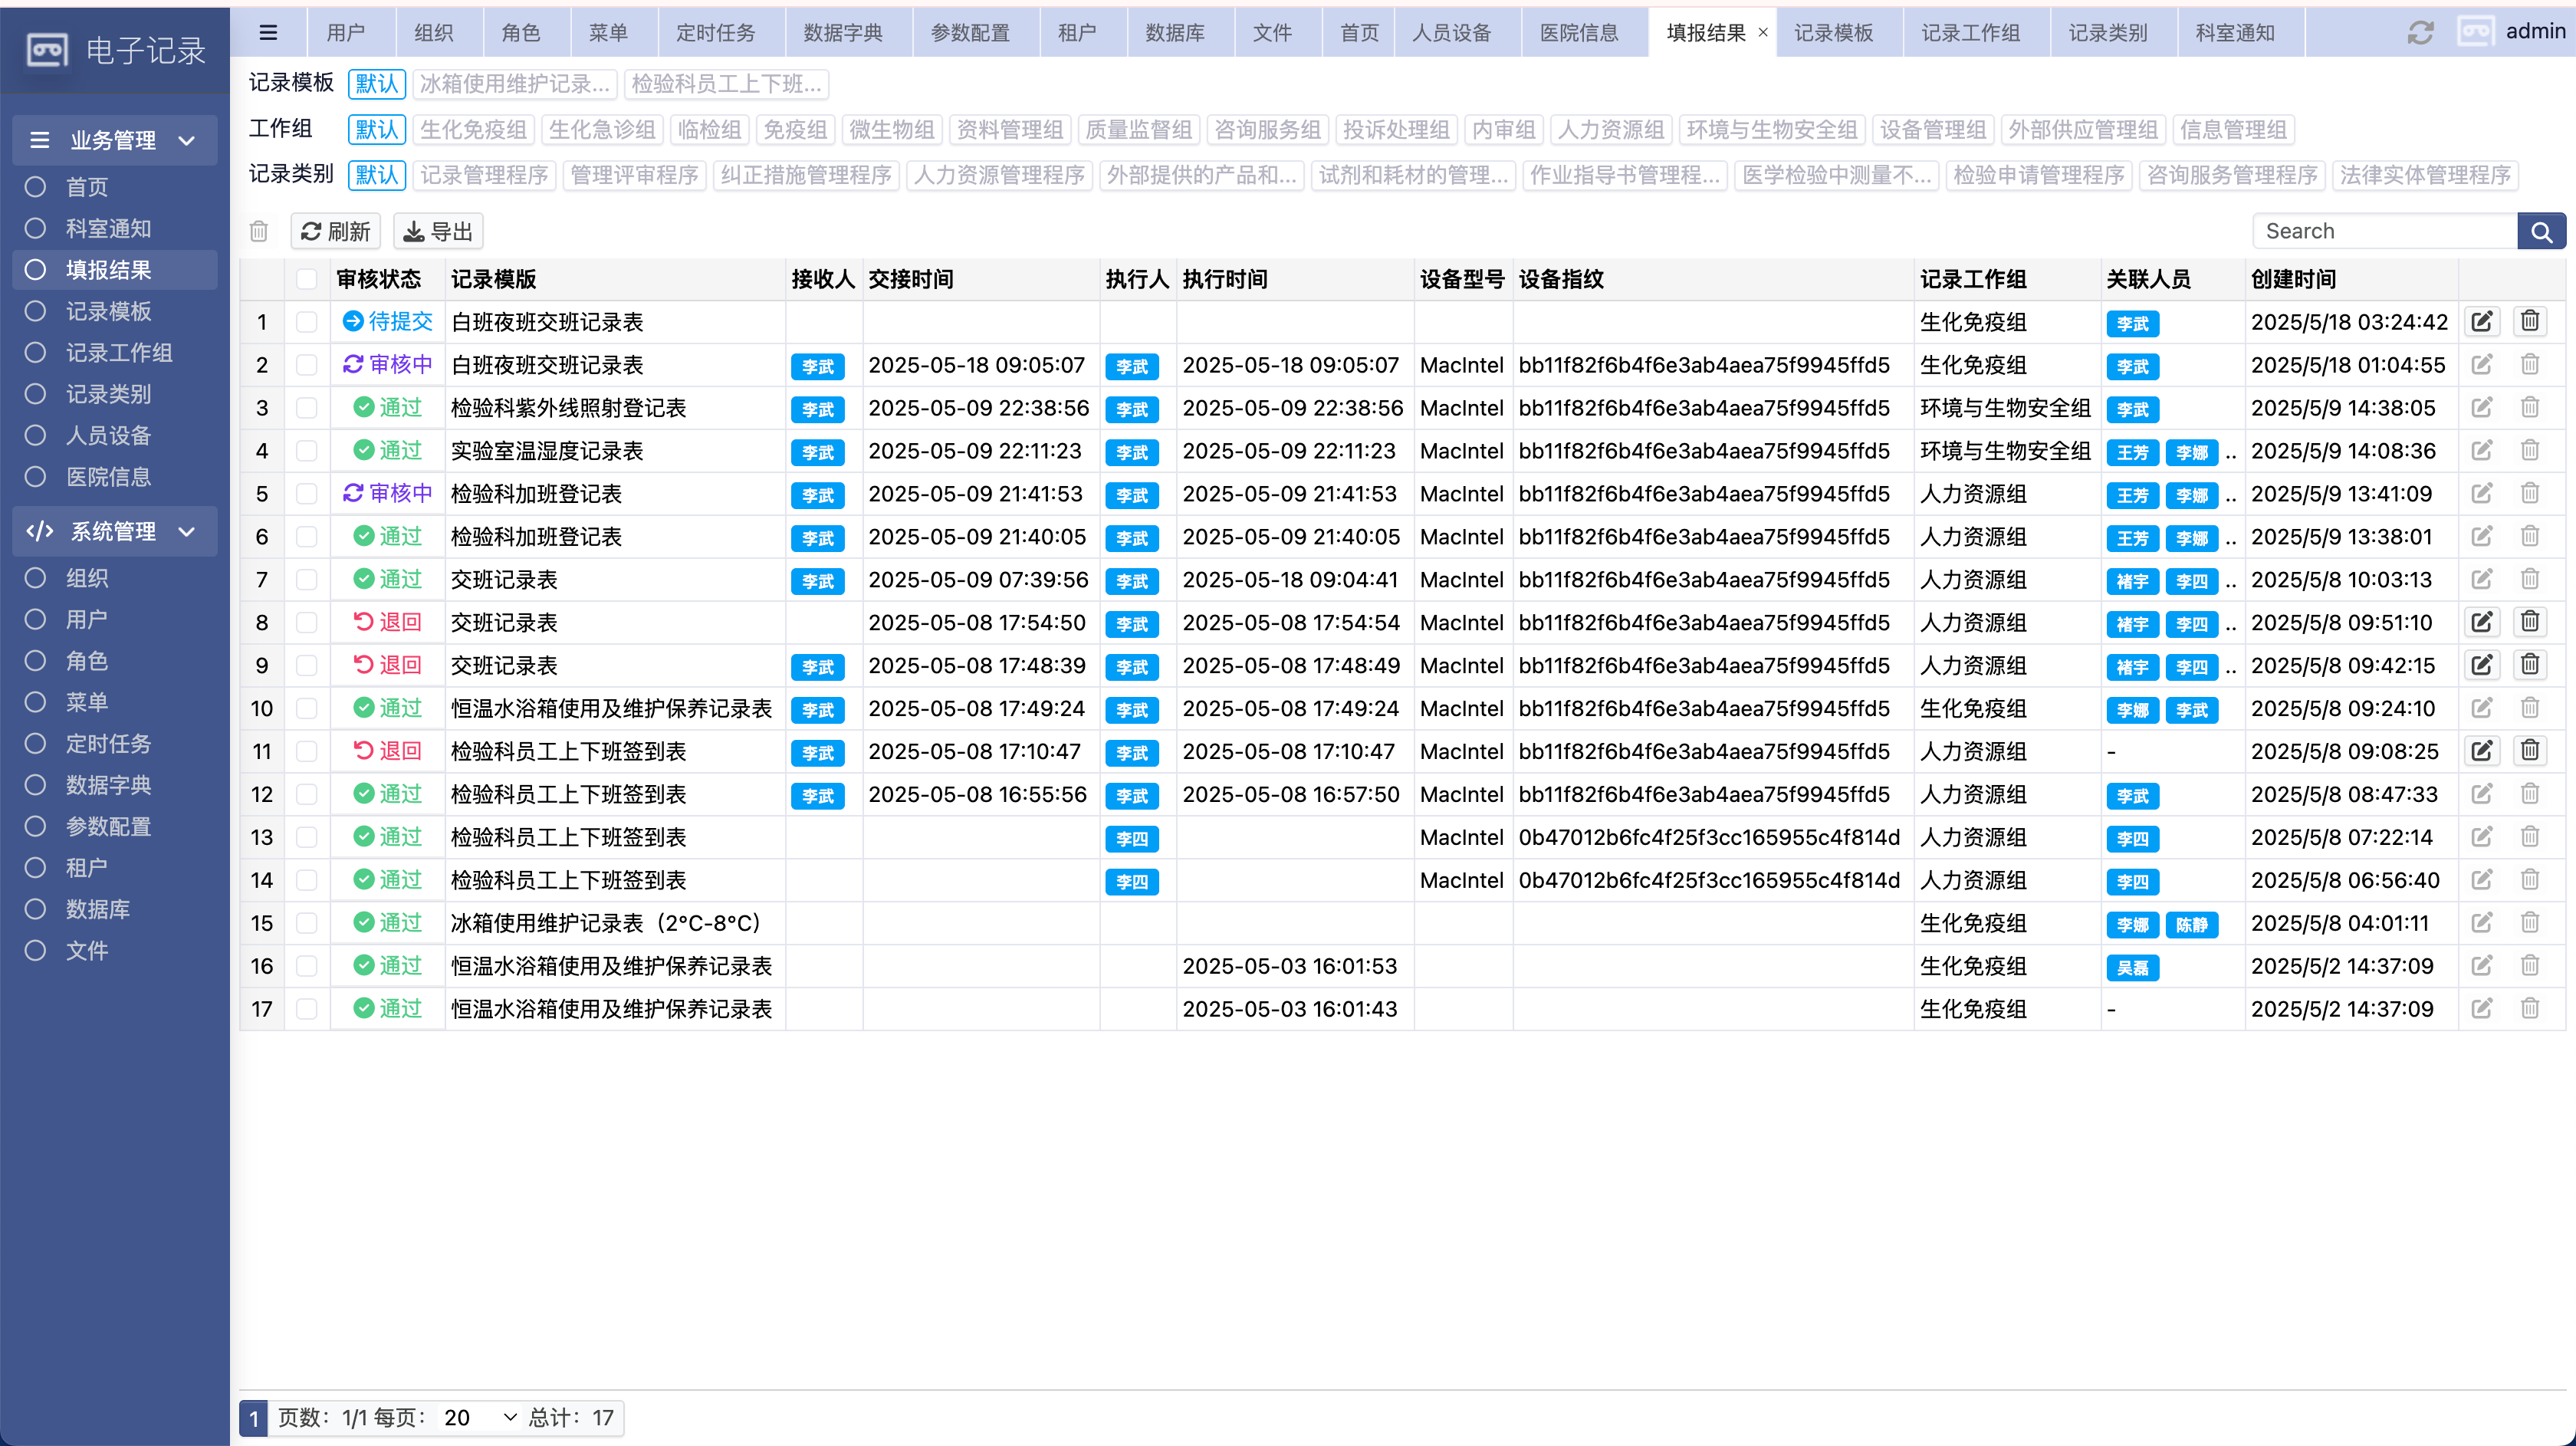 电子记录
业务管理
首页
科室通知
填报结果
记录模板
记录工作组
记录类别
人员设备
医院信息
系统管理
组织
用户
角色
菜单
定时任务
数据字典
参数配置
租户
数据库
文件
用户 组织 角色 菜单 定时任务 数据字典 参数配置 租户 数据库 文件 首页 人员设备 医院信息 填报结果 × 记录模板 记录工作组 记录类别 科室通知 admin
记录模板 默认 冰箱使用维护记录... 检验科员工上下班...
工作组 默认 生化免疫组 生化急诊组 临检组 免疫组 微生物组 资料管理组 质量监督组 咨询服务组 投诉处理组 内审组 人力资源组 环境与生物安全组 设备管理组 外部供应管理组 信息管理组
记录类别 默认 记录管理程序 管理评审程序 纠正措施管理程序 人力资源管理程序 外部提供的产品和... 试剂和耗材的管理... 作业指导书管理程... 医学检验中测量不... 检验申请管理程序 咨询服务管理程序 法律实体管理程序
刷新 导出 Search
审核状态 记录模版 接收人 交接时间 执行人 执行时间 设备型号 设备指纹 记录工作组 关联人员 创建时间
1 待提交 白班夜班交班记录表 生化免疫组 李武 2025/5/18 03:24:42
2 审核中 白班夜班交班记录表 李武 2025-05-18 09:05:07 李武 2025-05-18 09:05:07 MacIntel bb11f82f6b4f6e3ab4aea75f9945ffd5 生化免疫组 李武 2025/5/18 01:04:55
3 通过 检验科紫外线照射登记表 李武 2025-05-09 22:38:56 李武 2025-05-09 22:38:56 MacIntel bb11f82f6b4f6e3ab4aea75f9945ffd5 环境与生物安全组 李武 2025/5/9 14:38:05
4 通过 实验室温湿度记录表 李武 2025-05-09 22:11:23 李武 2025-05-09 22:11:23 MacIntel bb11f82f6b4f6e3ab4aea75f9945ffd5 环境与生物安全组 王芳 李娜 .. 2025/5/9 14:08:36
5 审核中 检验科加班登记表 李武 2025-05-09 21:41:53 李武 2025-05-09 21:41:53 MacIntel bb11f82f6b4f6e3ab4aea75f9945ffd5 人力资源组 王芳 李娜 .. 2025/5/9 13:41:09
6 通过 检验科加班登记表 李武 2025-05-09 21:40:05 李武 2025-05-09 21:40:05 MacIntel bb11f82f6b4f6e3ab4aea75f9945ffd5 人力资源组 王芳 李娜 .. 2025/5/9 13:38:01
7 通过 交班记录表 李武 2025-05-09 07:39:56 李武 2025-05-18 09:04:41 MacIntel bb11f82f6b4f6e3ab4aea75f9945ffd5 人力资源组 褚宇 李四 .. 2025/5/8 10:03:13
8 退回 交班记录表 2025-05-08 17:54:50 李武 2025-05-08 17:54:54 MacIntel bb11f82f6b4f6e3ab4aea75f9945ffd5 人力资源组 褚宇 李四 .. 2025/5/8 09:51:10
9 退回 交班记录表 李武 2025-05-08 17:48:39 李武 2025-05-08 17:48:49 MacIntel bb11f82f6b4f6e3ab4aea75f9945ffd5 人力资源组 褚宇 李四 .. 2025/5/8 09:42:15
10 通过 恒温水浴箱使用及维护保养记录表 李武 2025-05-08 17:49:24 李武 2025-05-08 17:49:24 MacIntel bb11f82f6b4f6e3ab4aea75f9945ffd5 生化免疫组 李娜 李武 2025/5/8 09:24:10
11 退回 检验科员工上下班签到表 李武 2025-05-08 17:10:47 李武 2025-05-08 17:10:47 MacIntel bb11f82f6b4f6e3ab4aea75f9945ffd5 人力资源组 - 2025/5/8 09:08:25
12 通过 检验科员工上下班签到表 李武 2025-05-08 16:55:56 李武 2025-05-08 16:57:50 MacIntel bb11f82f6b4f6e3ab4aea75f9945ffd5 人力资源组 李武 2025/5/8 08:47:33
13 通过 检验科员工上下班签到表 李四 MacIntel 0b47012b6fc4f25f3cc165955c4f814d 人力资源组 李四 2025/5/8 07:22:14
14 通过 检验科员工上下班签到表 李四 MacIntel 0b47012b6fc4f25f3cc165955c4f814d 人力资源组 李四 2025/5/8 06:56:40
15 通过 冰箱使用维护记录表（2°C-8°C） 生化免疫组 李娜 陈静 2025/5/8 04:01:11
16 通过 恒温水浴箱使用及维护保养记录表 2025-05-03 16:01:53 生化免疫组 吴磊 2025/5/2 14:37:09
17 通过 恒温水浴箱使用及维护保养记录表 2025-05-03 16:01:43 生化免疫组 - 2025/5/2 14:37:09
1 页数：1/1 每页：20 总计：17